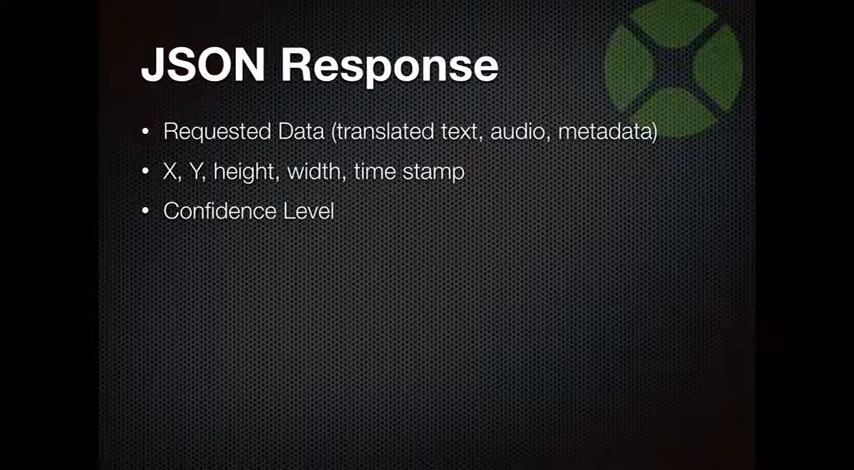 JSON Response
• Requested Data (translated text, audio, metadata)
• X, Y, height, width, time stamp
• Confidence Level